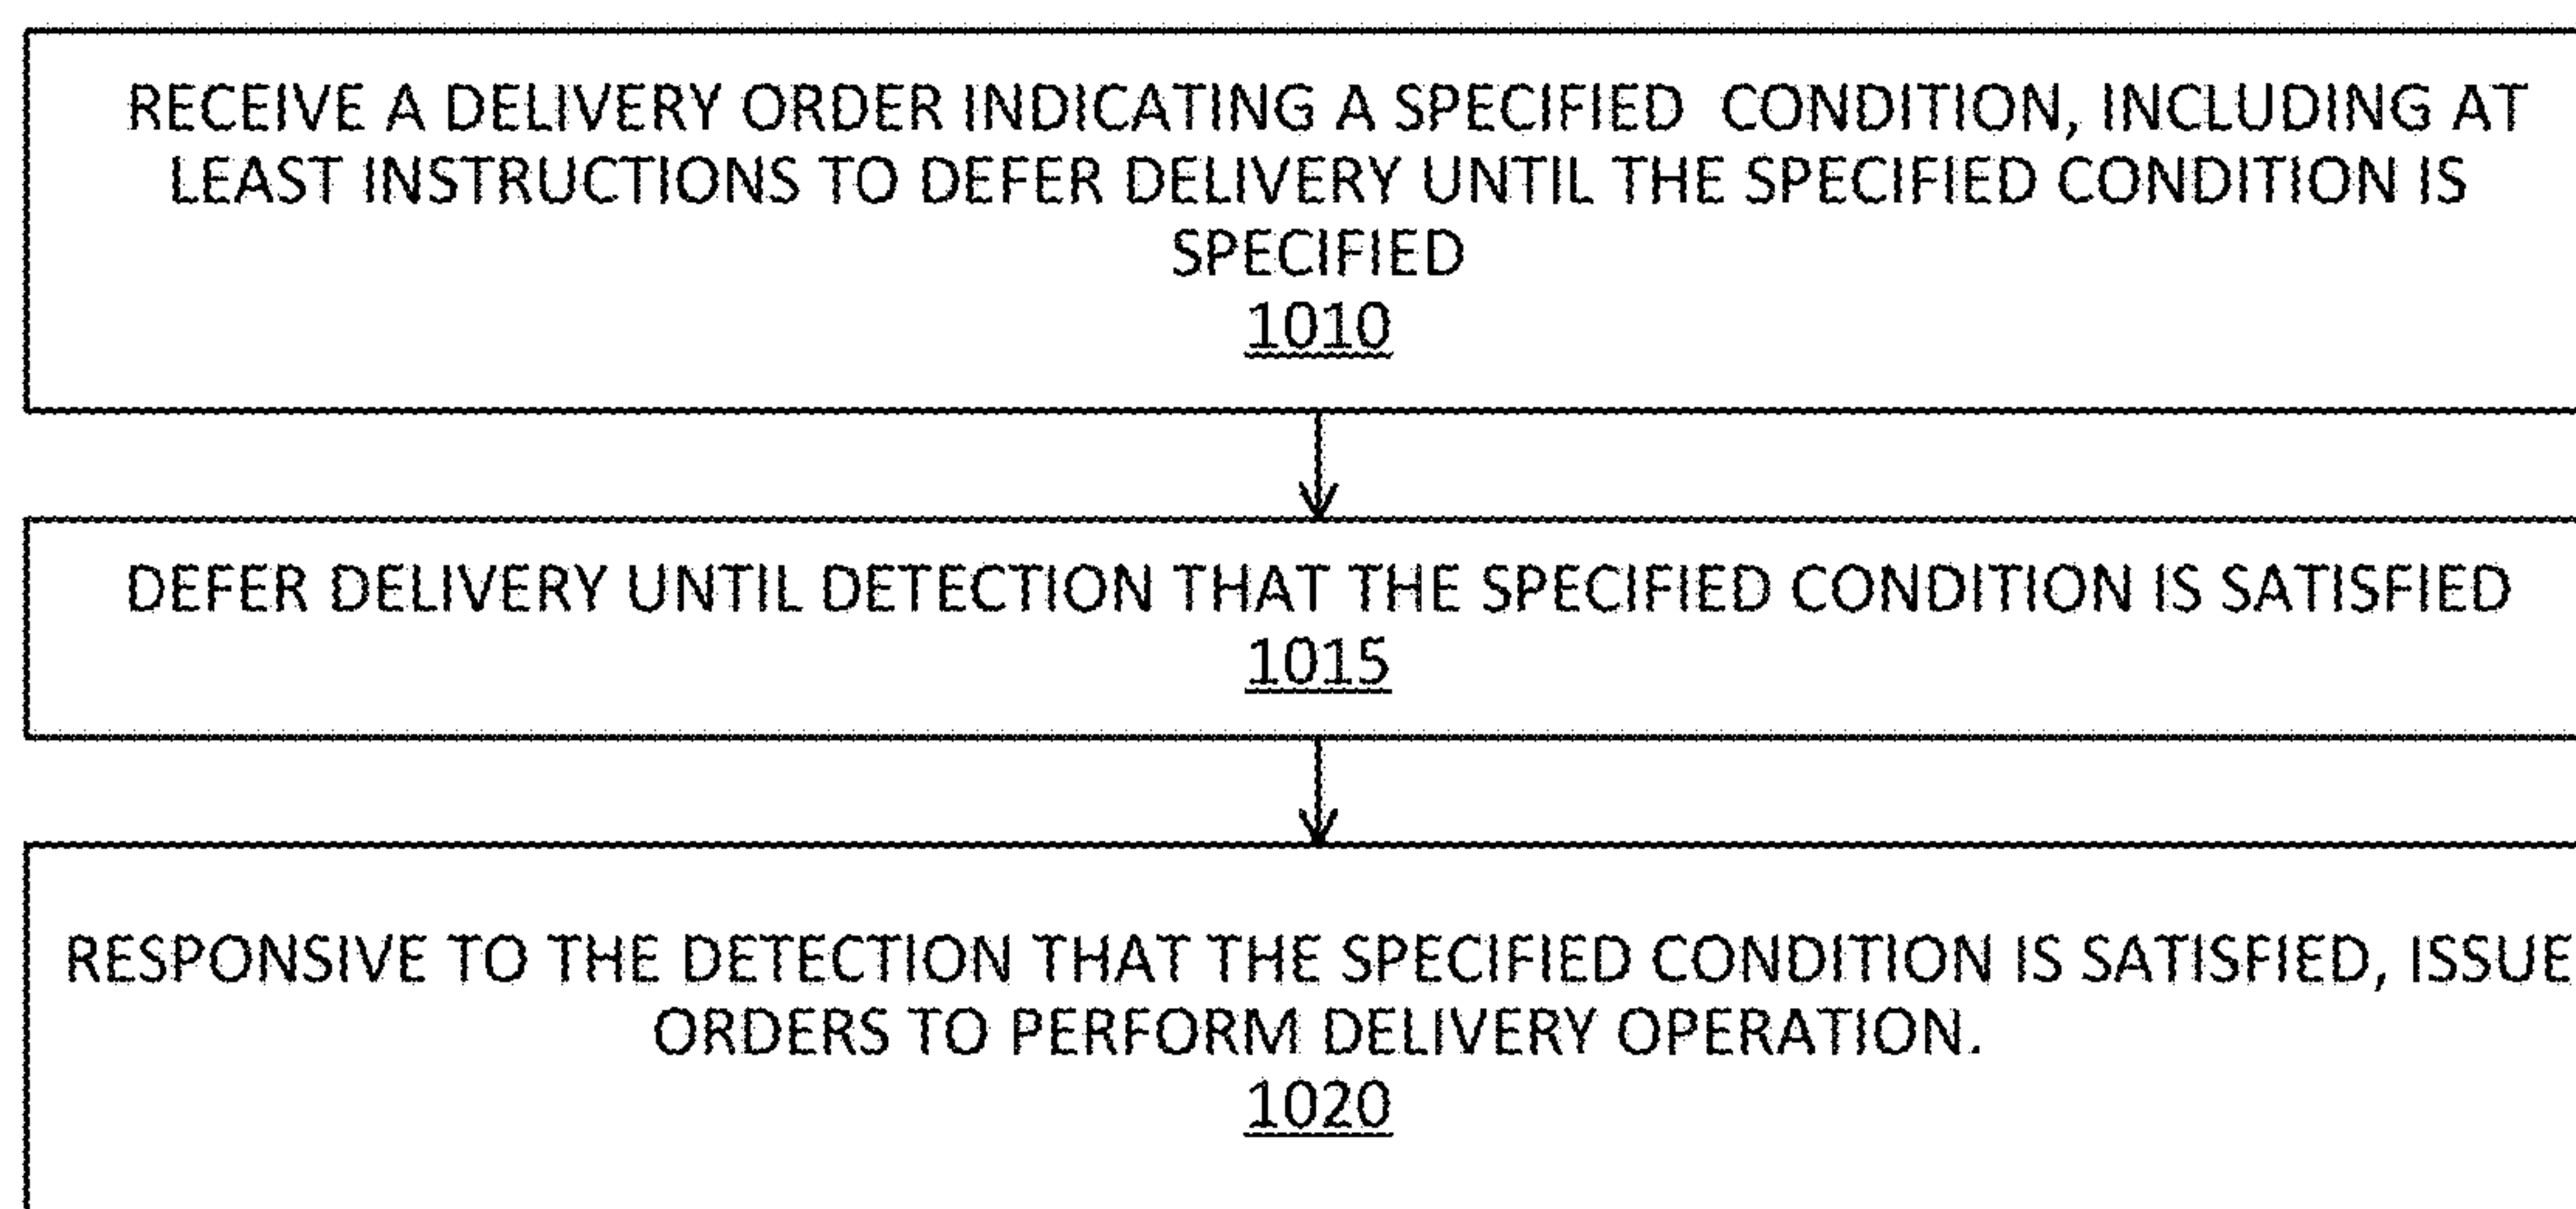 RECEIVE A DELIVERY ORDER INDICATING A SPECIFIED CONDITION, INCLUDING AT
LEAST INSTRUCTIONS TO DEFER DELIVERY UNTIL THE SPECIFIED CONDITION IS
SPECIFIED
1010
DEFER DELIVERY UNTIL DETECTION THAT THE SPECIFIED CONDITION IS SATISFIED
1015
RESPONSIVE TO THE DETECTION THAT THE SPECIFIED CONDITION IS SATISFIED, ISSUE
ORDERS TO PERFORM DELIVERY OPERATION.
1020